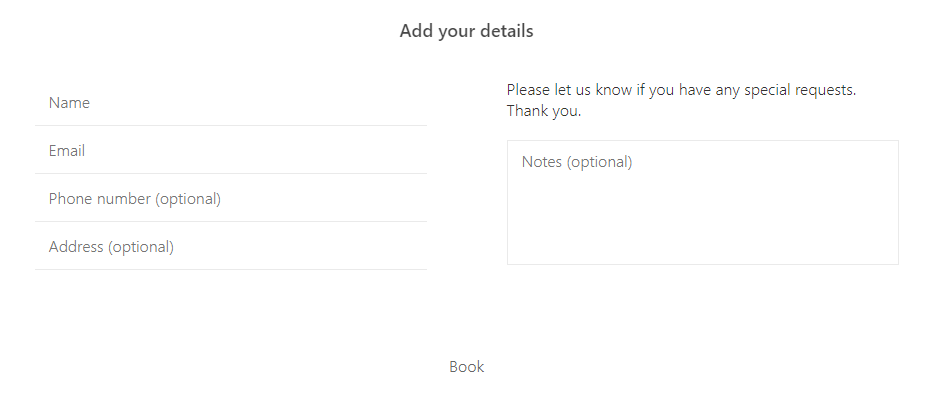 Add your details
Name
Email
Phone number (optional)
Address (optional)
Please let us know if you have any special requests.
Thank you.
Notes (optional)
Book